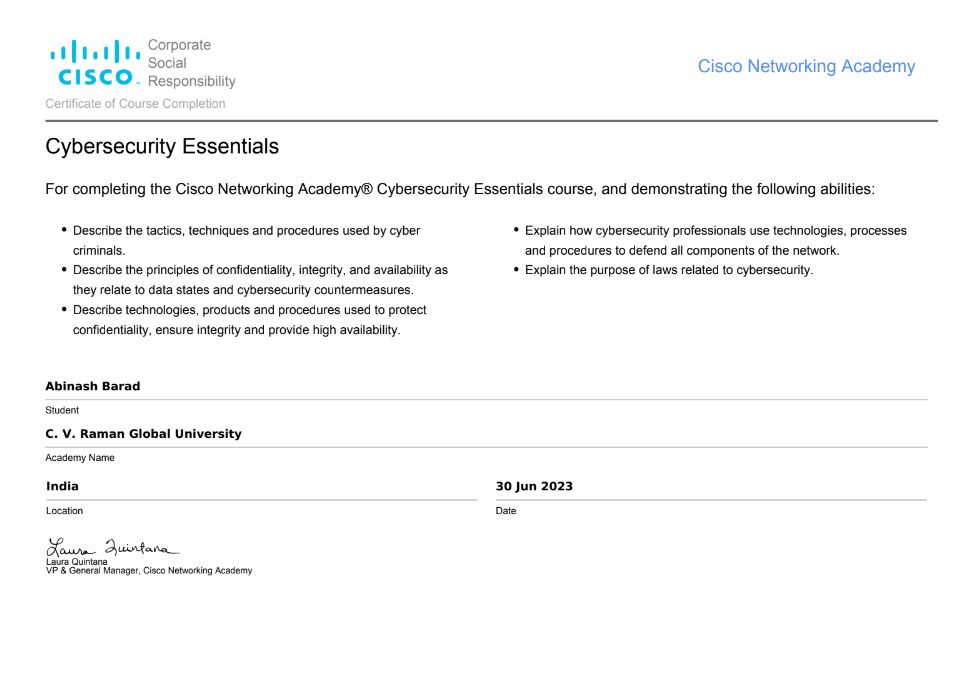 Corporate
Social
CISCO Responsibility
Cisco Networking Academy
Certificate of Course Completion
Cybersecurity Essentials
For completing the Cisco Networking Academy® Cybersecurity Essentials course, and demonstrating the following abilities:
• Describe the tactics, techniques and procedures used by cyber
criminals.
• Describe the principles of confidentiality, integrity, and availability as
they relate to data states and cybersecurity countermeasures.
• Describe technologies, products and procedures used to protect
confidentiality, ensure integrity and provide high availability.
• Explain how cybersecurity professionals use technologies, processes
and procedures to defend all components of the network.
• Explain the purpose of laws related to cybersecurity.
Abinash Barad
Student
C. V. Raman Global University
Academy Name
India
Location
30 Jun 2023
Date
Laura Quintana
Laura Quintana
VP & General Manager, Cisco Networking Academy